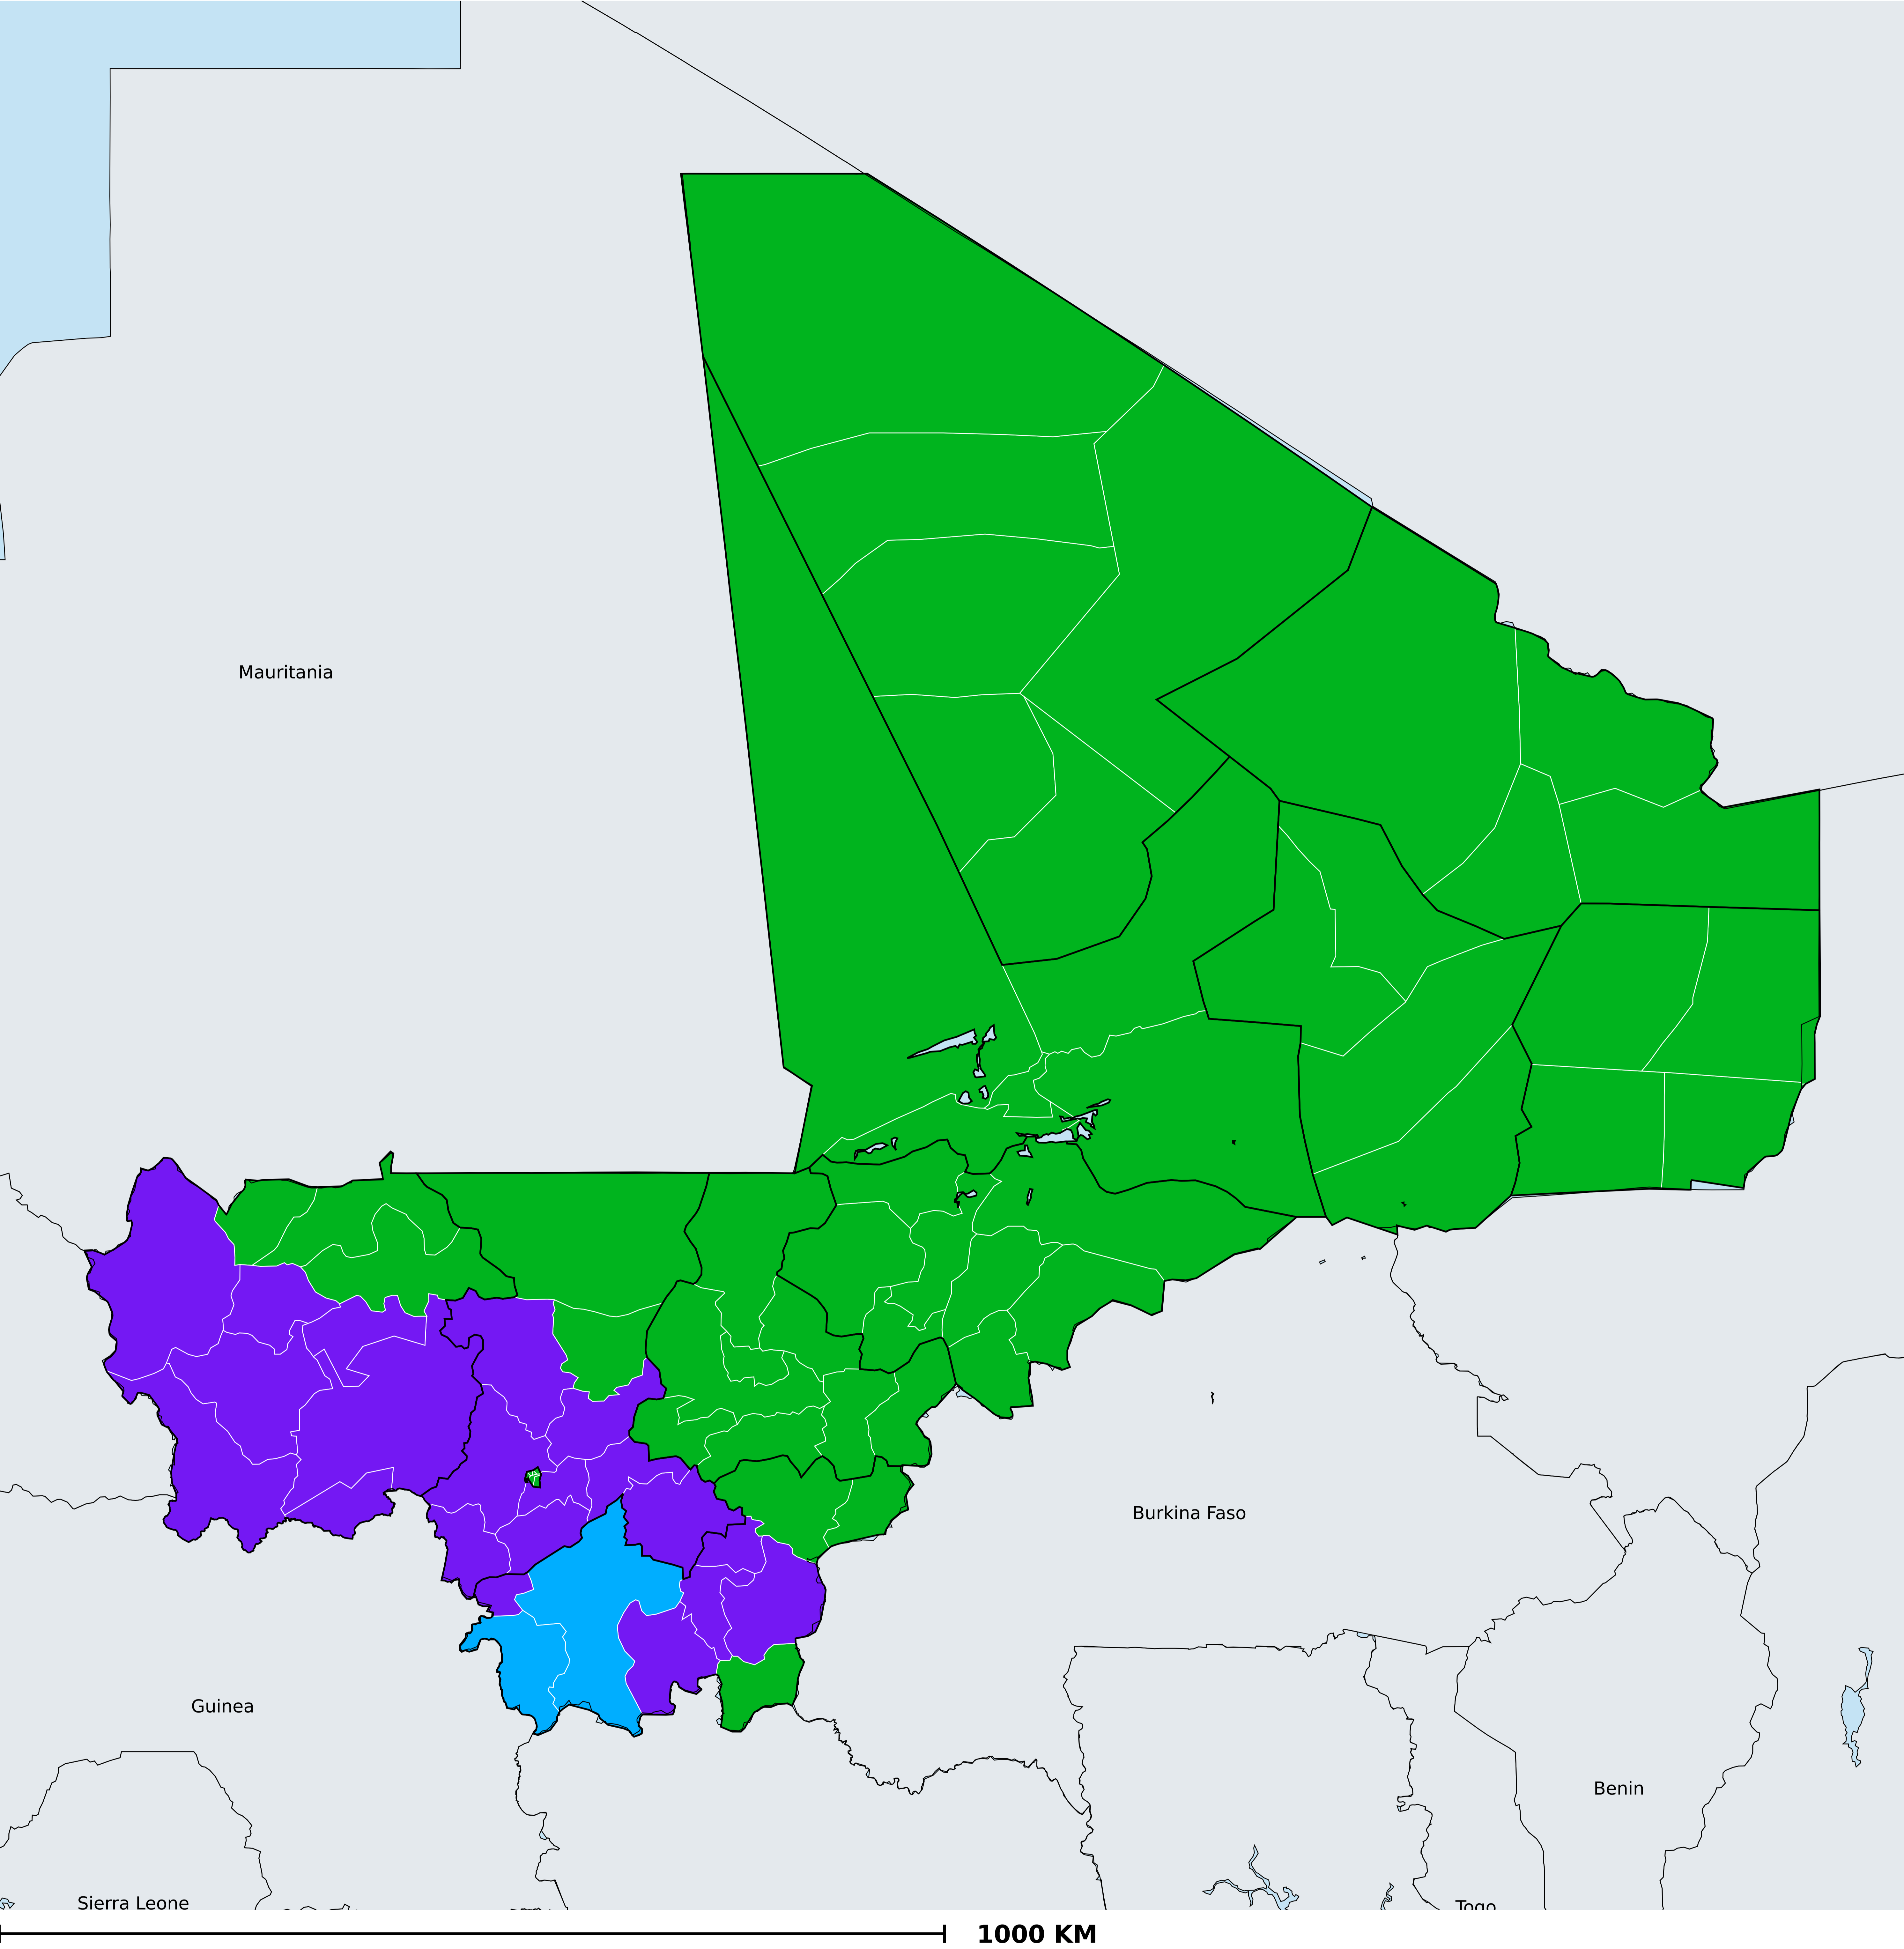 Mauritania
Burkina Faso
Guinea
Benin
Sierra Leone
Togo
1000 KM